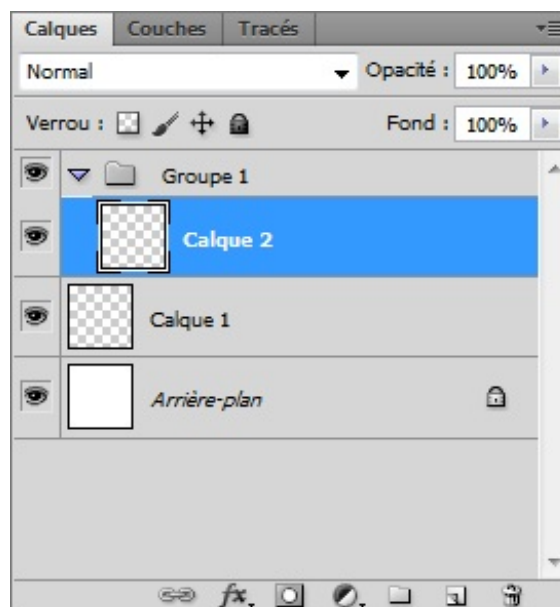 Calques Couches Tracés
Normal Opacité : 100%
Verrou : Fond : 100%
Groupe 1
Calque 2
Calque 1
Arrière-plan
fx.